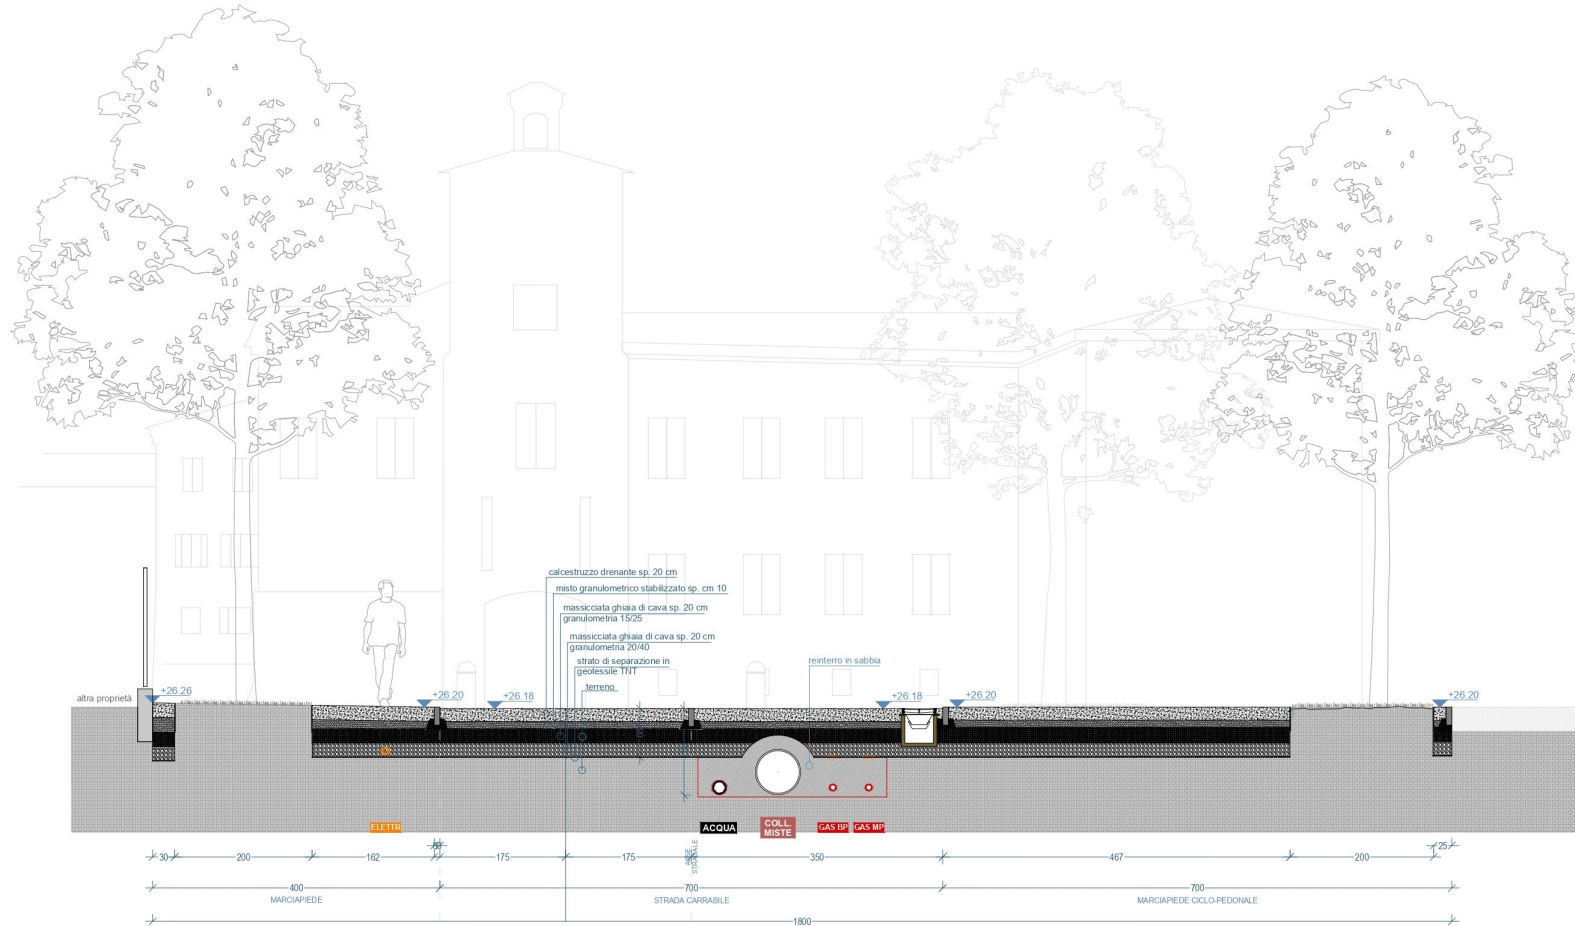 calcestruzzo drenante sp. 20 cm
misto granulometrico stabilizzato sp. cm 10
massicciata ghiaia di cava sp. 20 cm
granulometria 15/25
massicciata ghiaia di cava sp. 20 cm
granulometria 20/40
strato di separazione in
geotessile TNT
terreno
reinterro in sabbia
altra proprietà
+26.26
+26.20
+26.18
+26.18
+26.20
+26.20
ELETTR
ACQUA
COLL.
MISTE
GAS BP
GAS MP
30
200
162
175
175
ASSE
STRADALE
350
467
200
25
400
700
700
MARCIAPIEDE
STRADA CARRABILE
MARCIAPIEDE CICLO-PEDONALE
1800